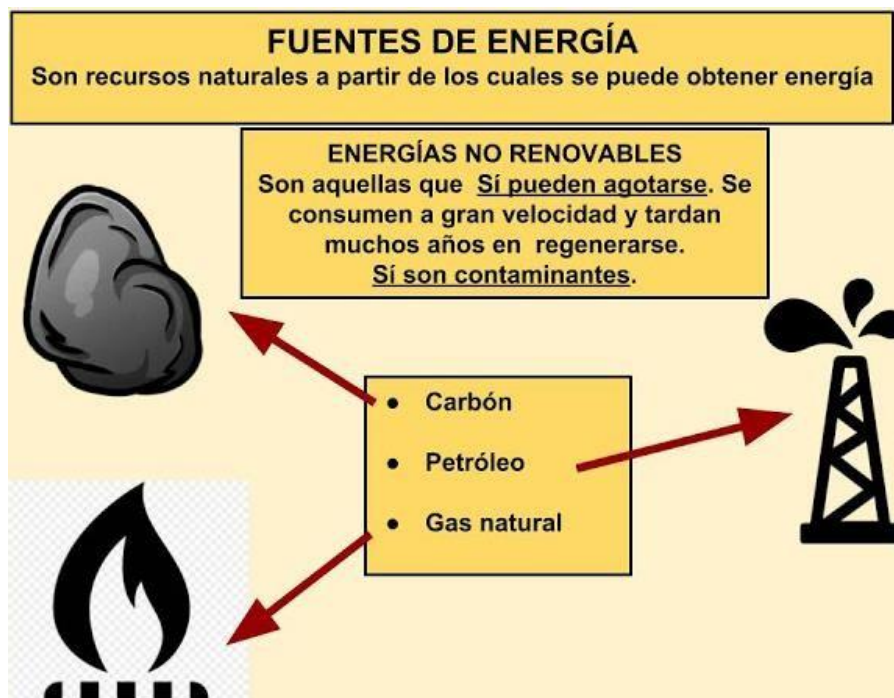 FUENTES DE ENERGÍA
Son recursos naturales a partir de los cuales se puede obtener energía
ENERGÍAS NO RENOVABLES
Son aquellas que Sí pueden agotarse. Se
consumen a gran velocidad y tardan
muchos años en regenerarse.
Sí son contaminantes.
● Carbón
● Petróleo
● Gas natural